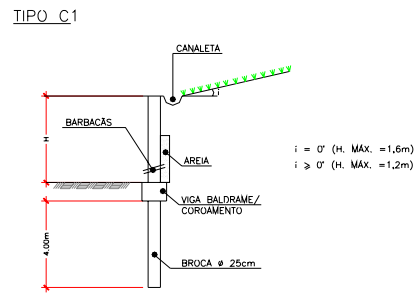 TIPO C1
CANALETA
BARBACÃS
H
AREIA
i = 0° (H. MÁX. =1,6m)
i ⩾ 0° (H. MÁX. =1,2m)
VIGA BALDRAME/
COROAMENTO
4.00m
BROCA ø 25cm